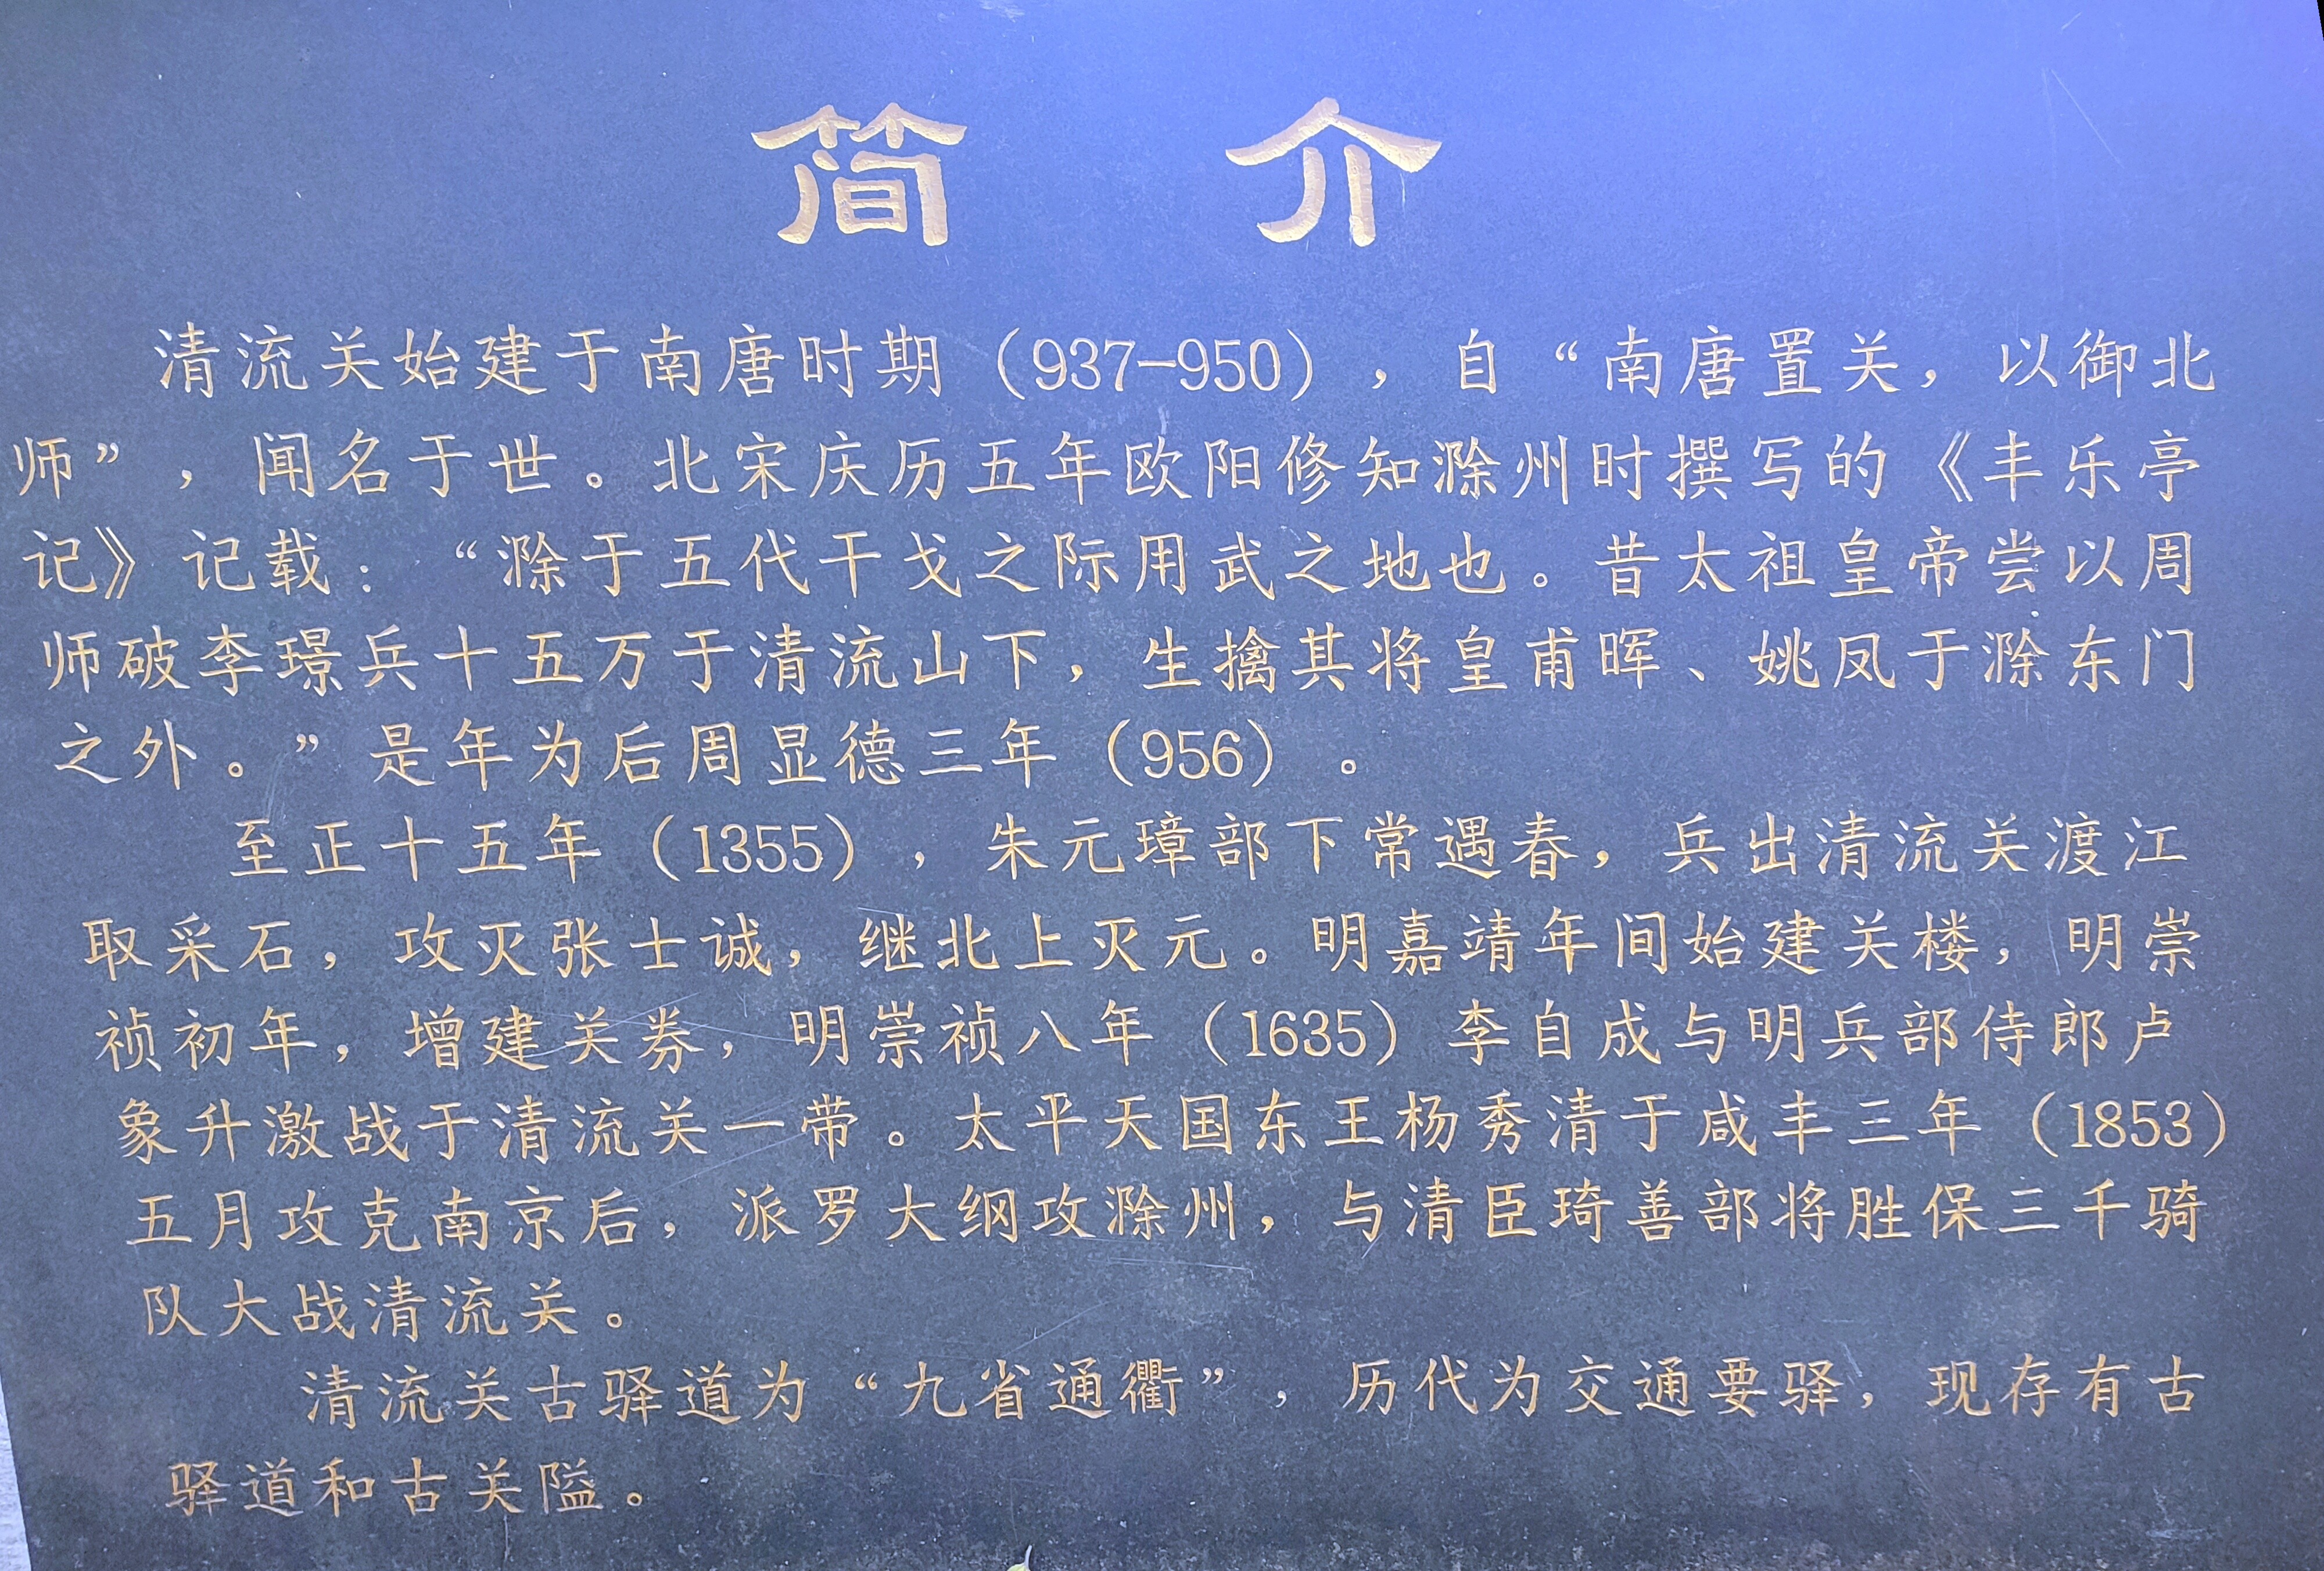 简 介
清流关始建于南唐时期（937-950），自“南唐置关，以御北
师”，闻名于世。北宋庆历五年欧阳修知滁州时撰写的《丰乐亭
记》记载：“滁于五代干戈之际用武之地也。昔太祖皇帝尝以周
师破李璟兵十五万于清流山下，生擒其将皇甫晖、姚凤于滁东门
之外。”是年为后周显德三年（956）。
至正十五年（1355），朱元璋部下常遇春，兵出清流关渡江
取采石，攻灭张士诚，继北上灭元。明嘉靖年间始建关楼，明崇
祯初年，增建关券，明崇祯八年（1635）李自成与明兵部侍郎卢
象升激战于清流关一带。太平天国东王杨秀清于咸丰三年（1853）
五月攻克南京后，派罗大纲攻滁州，与清臣琦善部将胜保三千骑
队大战清流关。
清流关古驿道为“九省通衢”，历代为交通要驿，现存有古
驿道和古关隘。